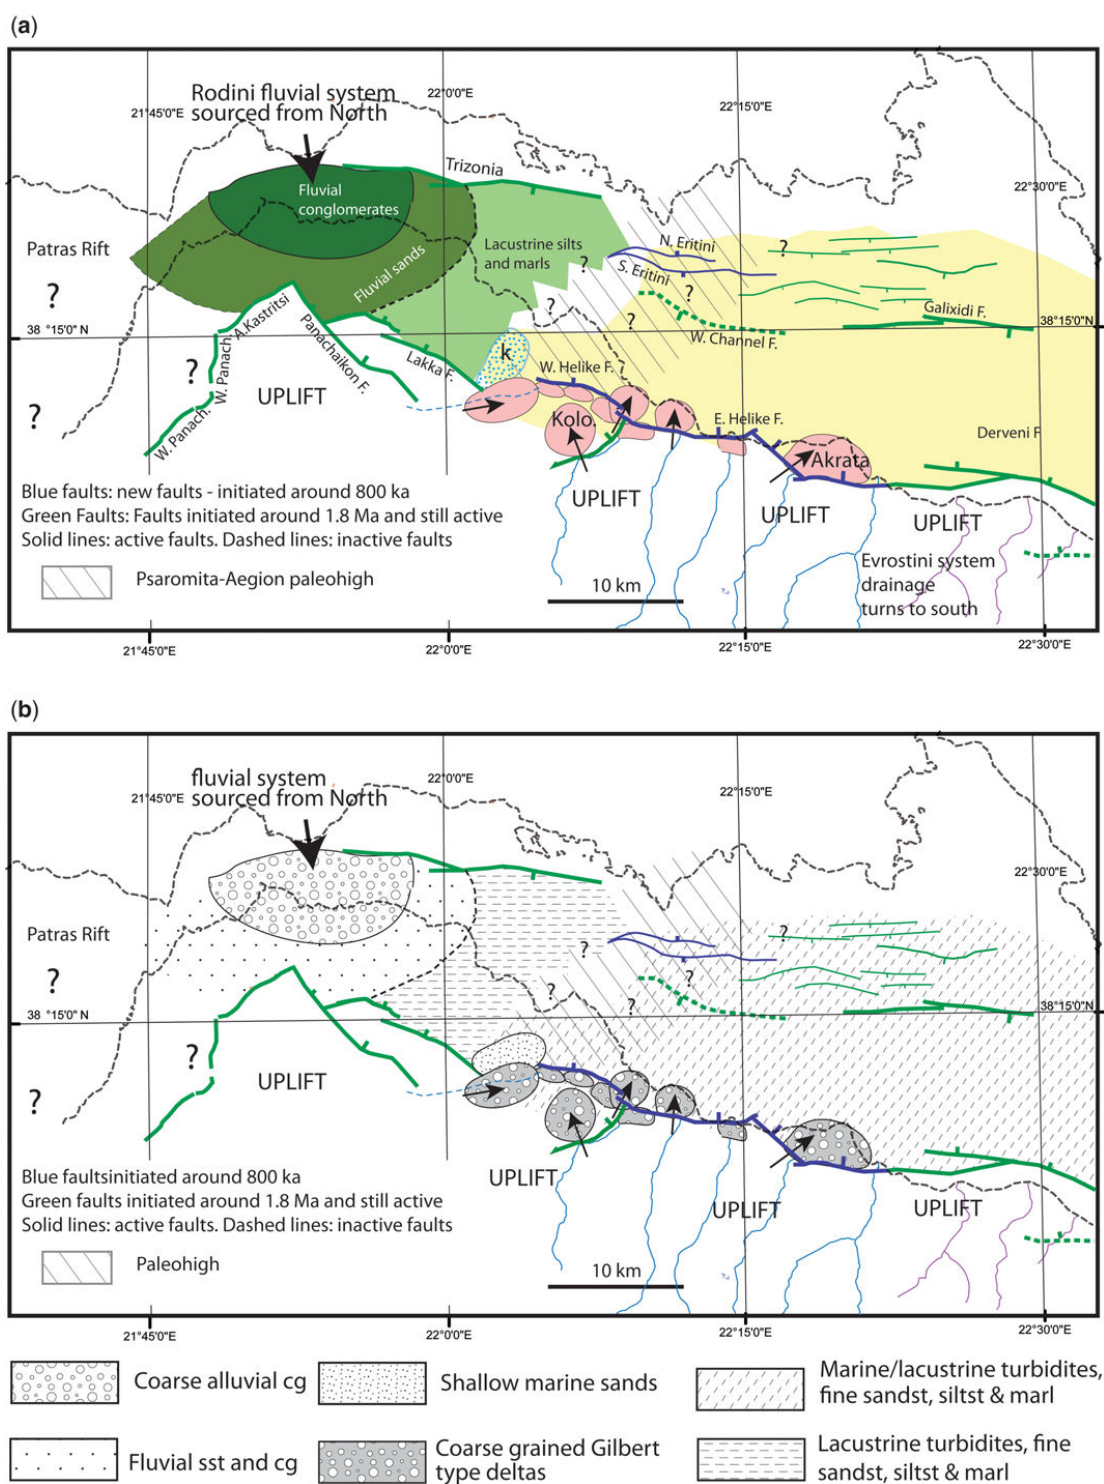 (a)
22°0'0"E
Rodini fluvial system
sourced from North
21°45'0"E
22°15'0"E
Trizonia
22°30'0"E
Fluvial
conglomerates
Patras Rift
Lacustrine silts
and marls
N. Eritini
?
Fluvial sands
?
S. Eritini
?
?
?
?
Galixidi F.
38 °15'0" N
38°15'0"N
A.Kastritsi
Panachaikon F.
W. Channel F.
W. Panach.
k
Lakka F.
W. Helike F.
?
UPLIFT
?
Kolo.
E. Helike F.
Derveni F
W. Panach.
Akrata
Blue faults: new faults - initiated around 800 ka
Green Faults: Faults initiated around 1.8 Ma and still active
Solid lines: active faults. Dashed lines: inactive faults
UPLIFT
UPLIFT
UPLIFT
Psaromita-Aegion paleohigh
10 km
Evrostini system
drainage
turns to south
21°45'0"E
22°0'0"E
22°15'0"E
22°30'0"E
(b)
fluvial system
sourced from North
22°0'0"E
21°45'0"E
22°15'0"E
22°30'0"E
Patras Rift
?
?
?
?
?
?
38 °15'0" N
38°15'0"N
?
UPLIFT
?
Blue faultsinitiated around 800 ka
Green faults initiated around 1.8 Ma and still active
Solid lines: active faults. Dashed lines: inactive faults
UPLIFT
UPLIFT
UPLIFT
Paleohigh
10 km
21°45'0"E
22°0'0"E
22°15'0"E
22°30'0"E
Coarse alluvial cg
Shallow marine sands
Marine/lacustrine turbidites,
fine sandst, siltst & marl
Fluvial sst and cg
Coarse grained Gilbert
type deltas
Lacustrine turbidites, fine
sandst, siltst & marl